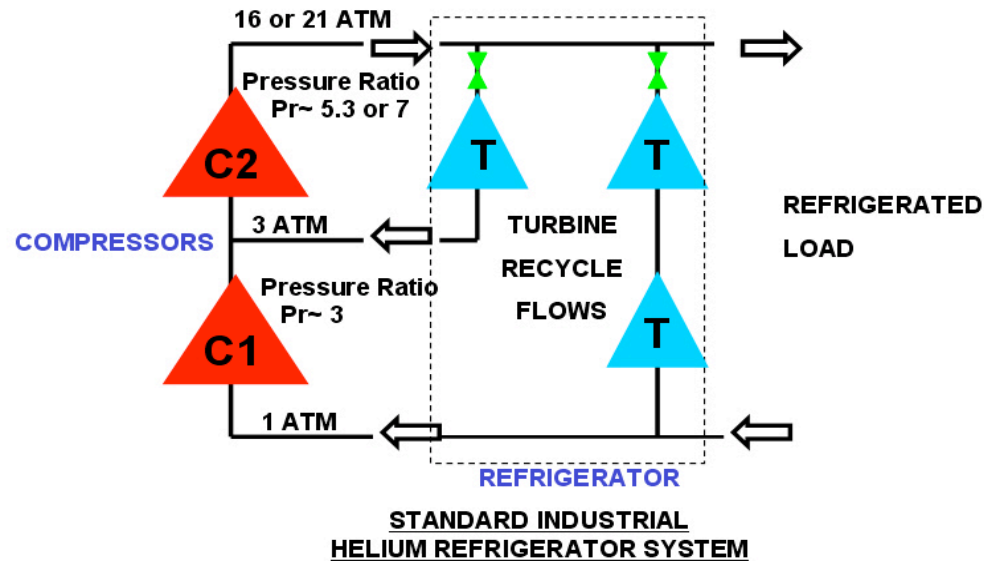 16 or 21 ATM
Pressure Ratio
Pr~ 5.3 or 7
C2
T
T
3 ATM
COMPRESSORS
TURBINE
RECYCLE
FLOWS
REFRIGERATED
LOAD
Pressure Ratio
Pr~ 3
C1
T
1 ATM
REFRIGERATOR
STANDARD INDUSTRIAL
HELIUM REFRIGERATOR SYSTEM